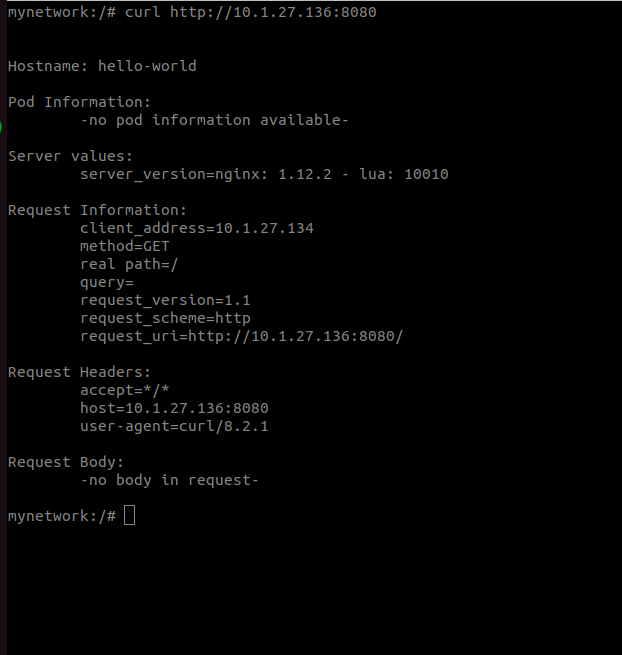 mynetwork:/# curl http://10.1.27.136:8080
Hostname: hello-world
Pod Information:
-no pod information available-
Server values:
server_version=nginx: 1.12.2 - lua: 10010
Request Information:
client_address=10.1.27.134
method=GET
real path=/
query=
request_version=1.1
request_scheme=http
request_uri=http://10.1.27.136:8080/
Request Headers:
accept=*/*
host=10.1.27.136:8080
user-agent=curl/8.2.1
Request Body:
-no body in request-
mynetwork:/#